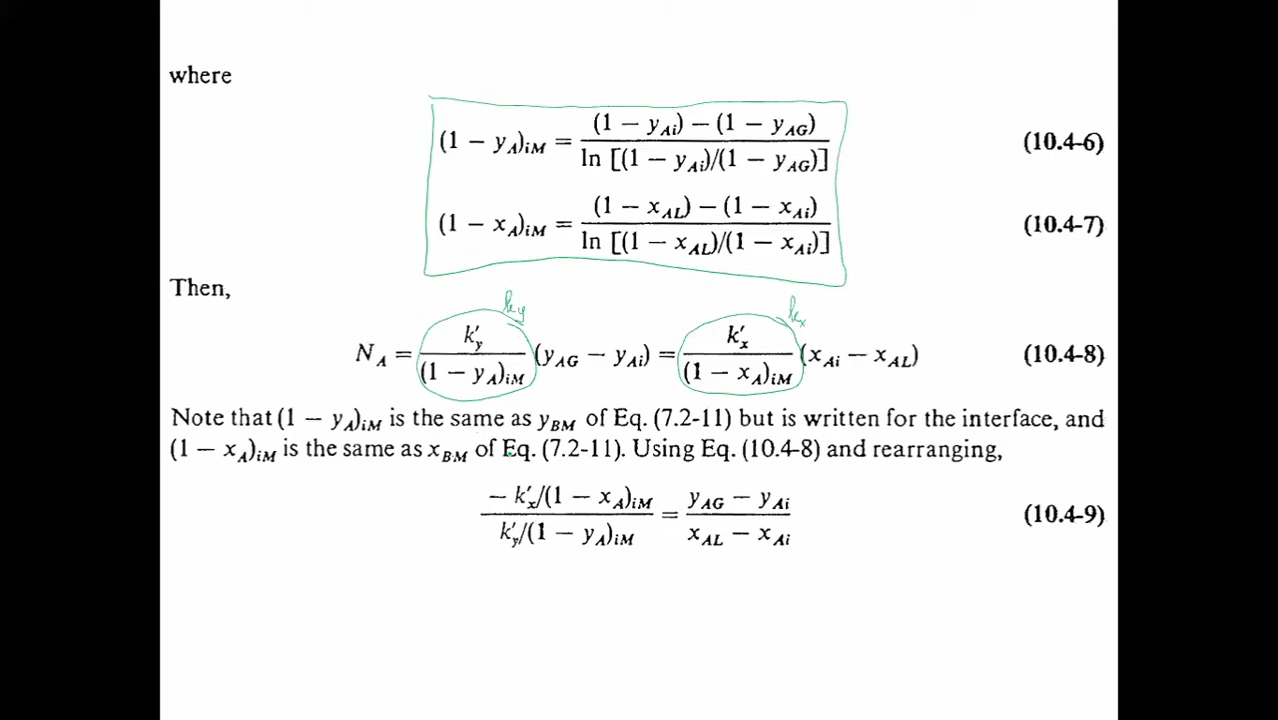 where
(1 − y_Ai) − (1 − y_AG)
(1 − y_A)_iM = ―――――――――― (10.4-6)
ln [(1 − y_Ai)/(1 − y_AG)]
(1 − x_AL) − (1 − x_Ai)
(1 − x_A)_iM = ―――――――――― (10.4-7)
ln [(1 − x_AL)/(1 − x_Ai)]
Then,
k_y k_x
k′_y k′_x
N_A = ――――― (y_AG − y_Ai) = ――――― (x_Ai − x_AL) (10.4-8)
(1 − y_A)_iM (1 − x_A)_iM
Note that (1 − y_A)_iM is the same as y_BM of Eq. (7.2-11) but is written for the interface, and
(1 − x_A)_iM is the same as x_BM of Eq. (7.2-11). Using Eq. (10.4-8) and rearranging,
− k′_x/(1 − x_A)_iM y_AG − y_Ai
――――――― = ――――― (10.4-9)
k′_y/(1 − y_A)_iM x_AL − x_Ai